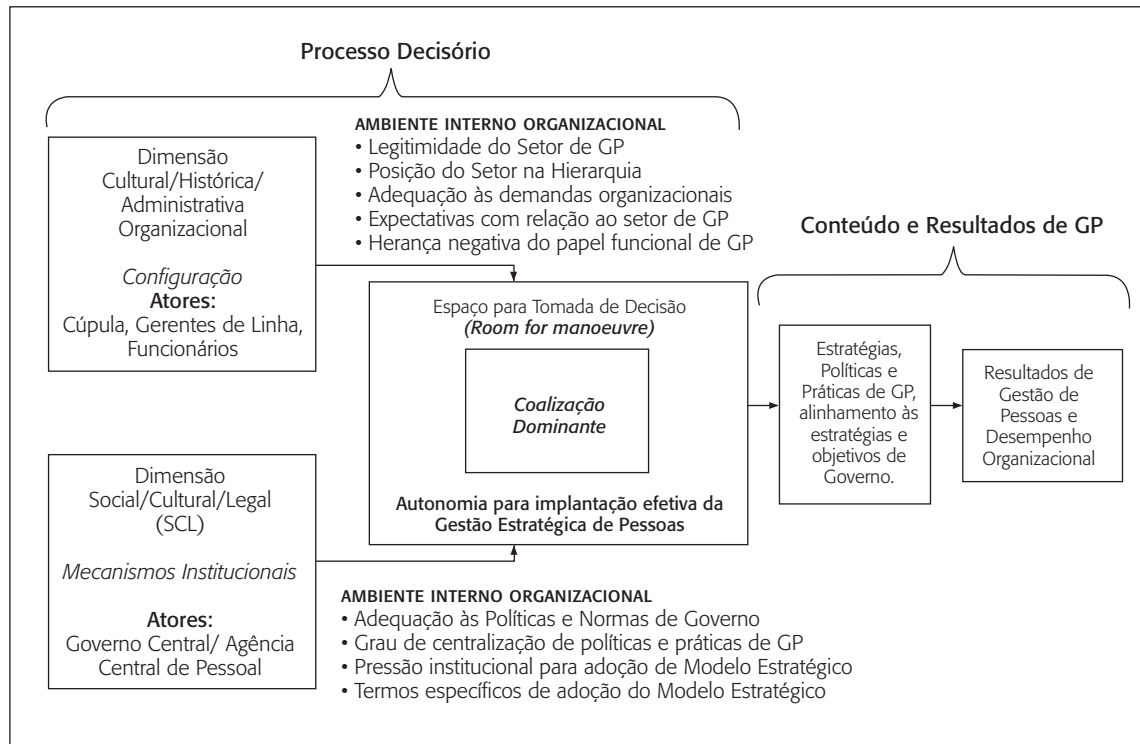 Processo Decisório
Dimensão
Cultural/Histórica/
Administrativa
Organizacional
Configuração
Atores:
Cúpula, Gerentes de Linha,
Funcionários
AMBIENTE INTERNO ORGANIZACIONAL
• Legitimidade do Setor de GP
• Posição do Setor na Hierarquia
• Adequação às demandas organizacionais
• Expectativas com relação ao setor de GP
• Herança negativa do papel funcional de GP
Conteúdo e Resultados de GP
Espaço para Tomada de Decisão
(Room for manoeuvre)
Coalização
Dominante
Autonomia para implantação efetiva da
Gestão Estratégica de Pessoas
Estratégias,
Políticas e
Práticas de GP,
alinhamento às
estratégias e
objetivos de
Governo.
Resultados de
Gestão de
Pessoas e
Desempenho
Organizacional
Dimensão
Social/Cultural/Legal
(SCL)
Mecanismos Institucionais
Atores:
Governo Central/ Agência
Central de Pessoal
AMBIENTE INTERNO ORGANIZACIONAL
• Adequação às Políticas e Normas de Governo
• Grau de centralização de políticas e práticas de GP
• Pressão institucional para adoção de Modelo Estratégico
• Termos específicos de adoção do Modelo Estratégico